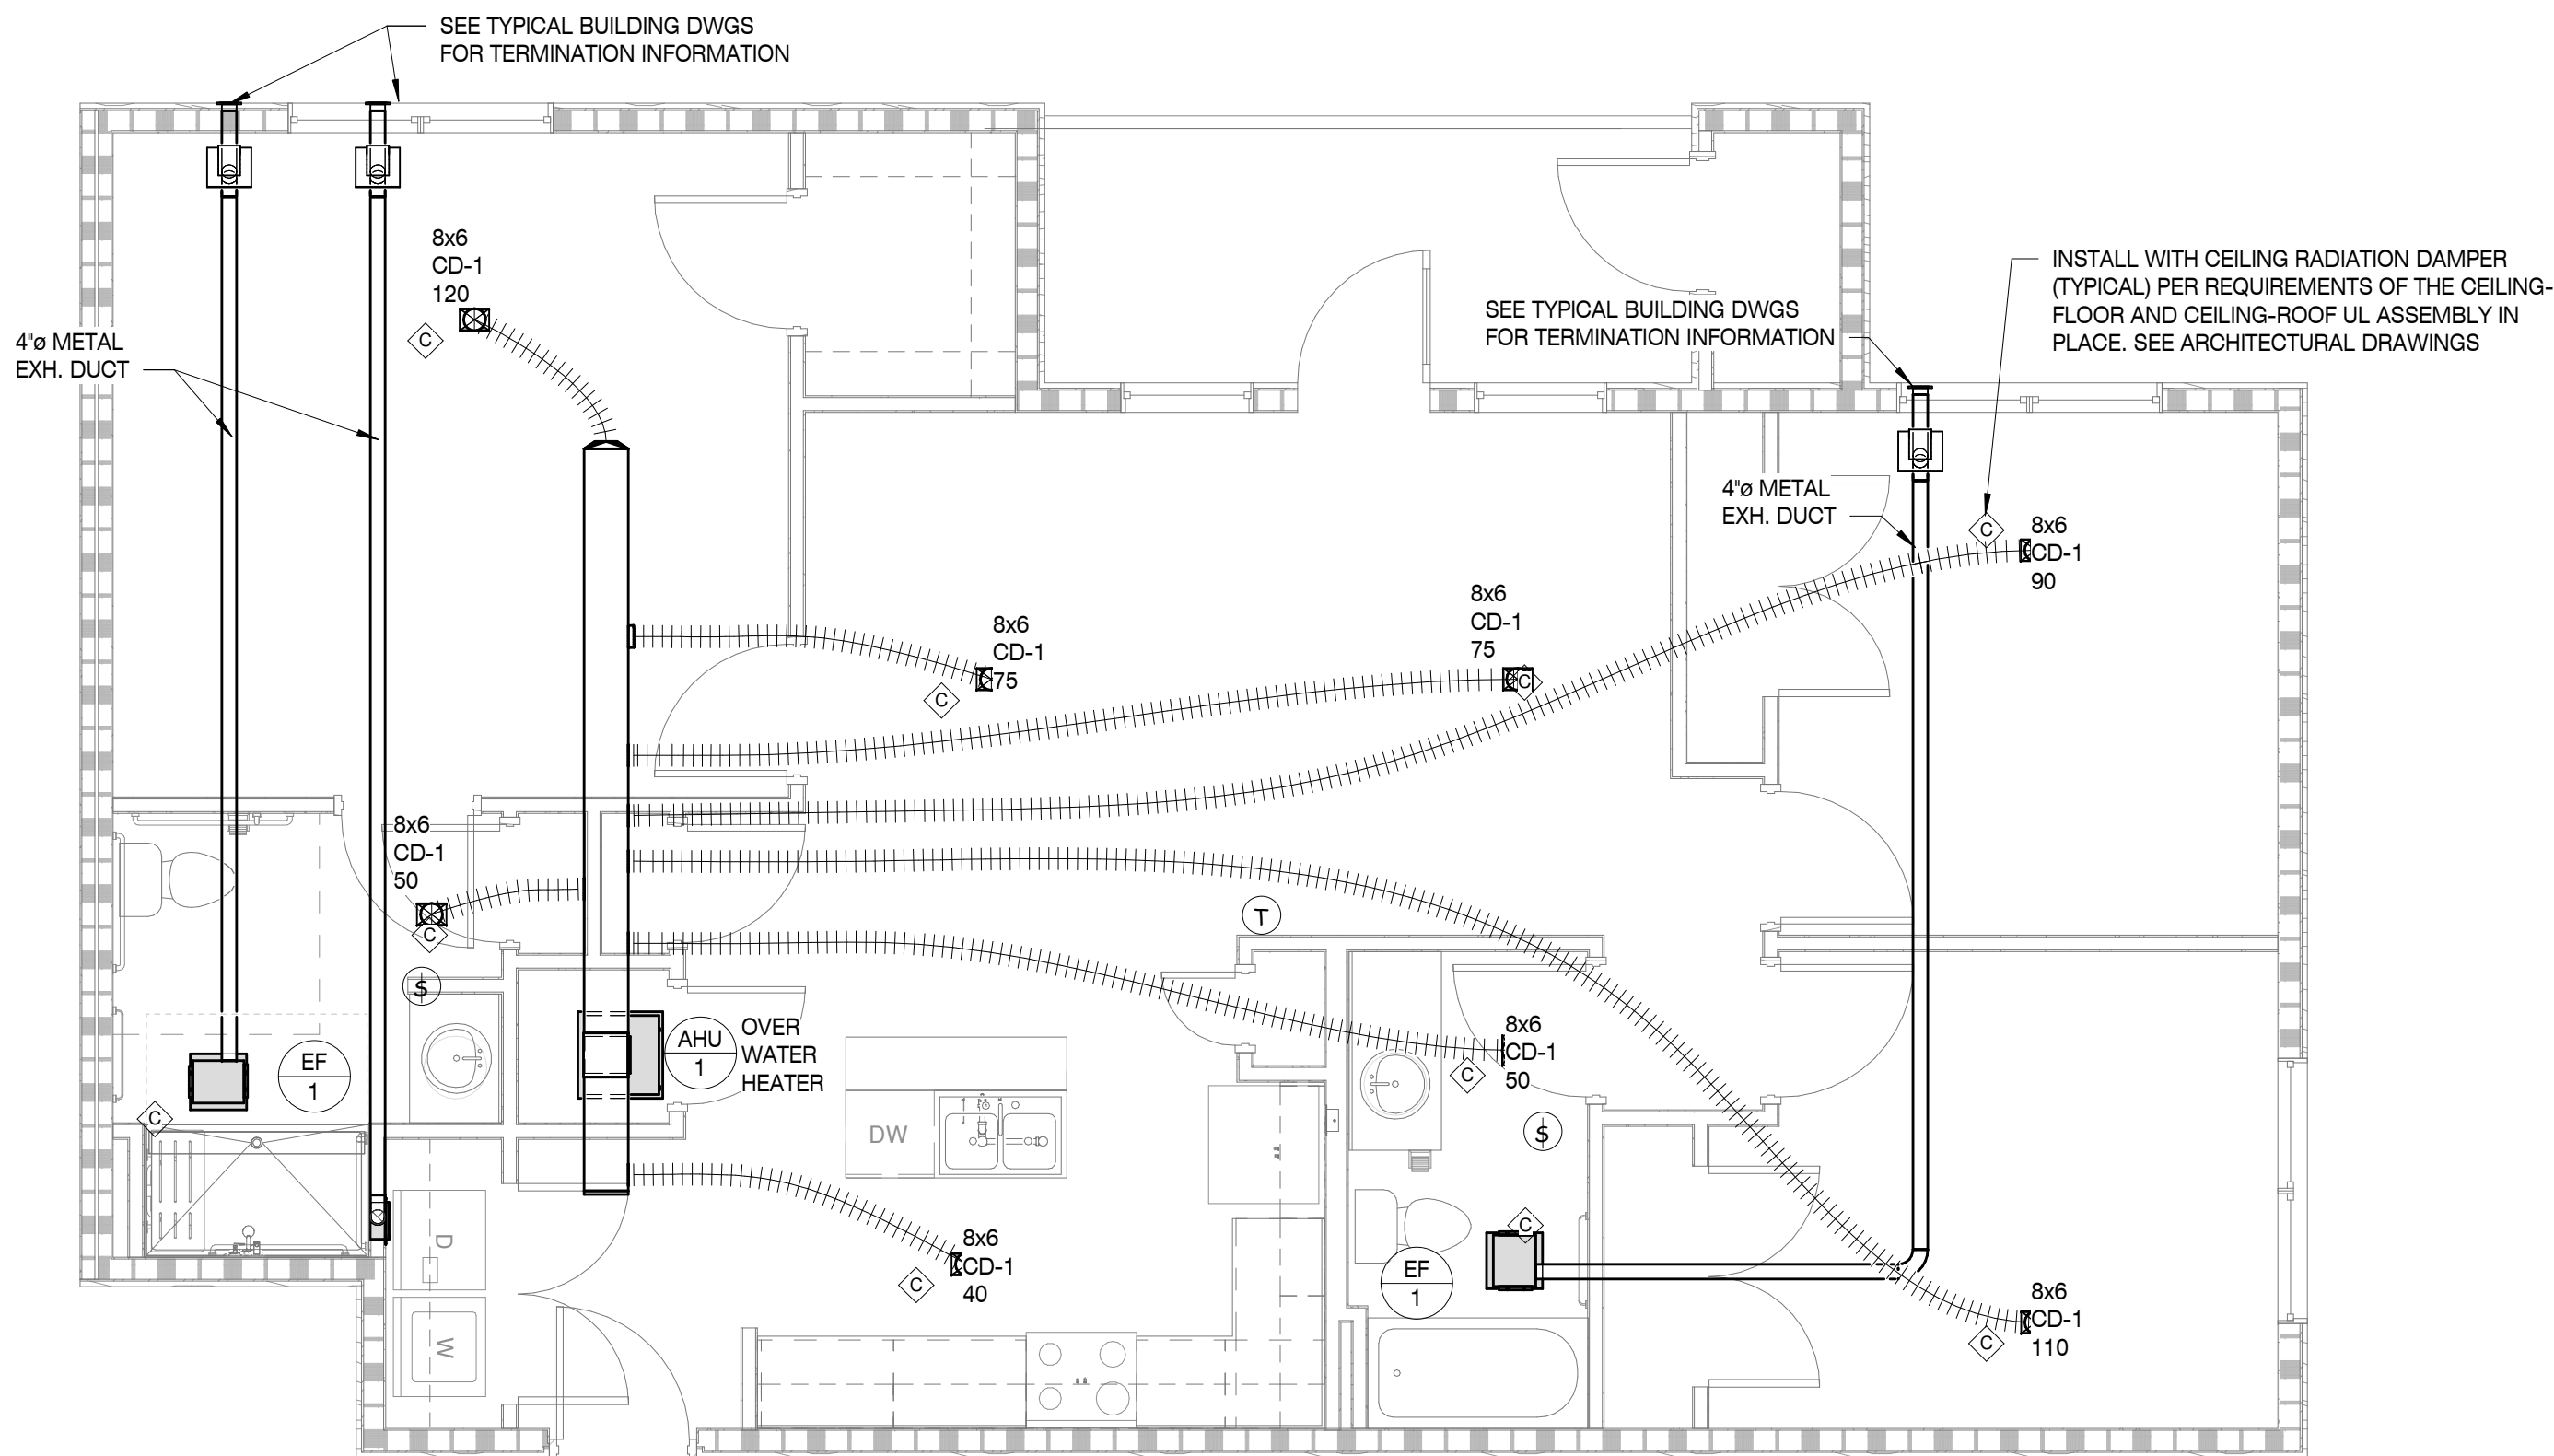 SEE TYPICAL BUILDING DWGS
FOR TERMINATION INFORMATION
8x6
CD-1
120
C
4"ø METAL
EXH. DUCT
INSTALL WITH CEILING RADIATION DAMPER
(TYPICAL) PER REQUIREMENTS OF THE CEILING-
FLOOR AND CEILING-ROOF UL ASSEMBLY IN
PLACE. SEE ARCHITECTURAL DRAWINGS
SEE TYPICAL BUILDING DWGS
FOR TERMINATION INFORMATION
4"ø METAL
EXH. DUCT
C
8x6
CD-1
90
8x6
CD-1
75
C
8x6
CD-1
75
C
8x6
CD-1
50
C
$
T
EF
1
C
AHU
1
OVER
WATER
HEATER
DW
8x6
CD-1
50
C
$
D
W
8x6
CD-1
40
C
C
EF
1
8x6
CD-1
110
C